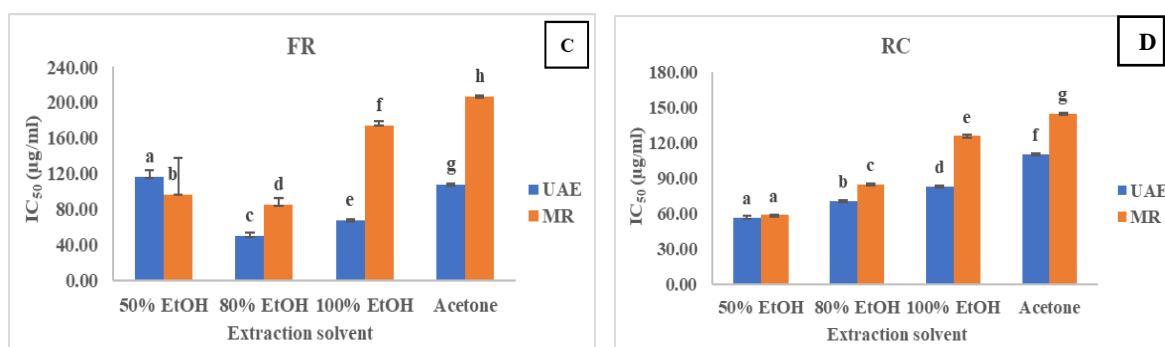 FR
C
240.00
200.00
160.00
120.00
80.00
40.00
0.00
IC50 (µg/ml)
a
b
c
d
e
f
g
h
UAE
MR
50% EtOH 80% EtOH 100% EtOH Acetone
Extraction solvent
RC
D
180.00
150.00
120.00
90.00
60.00
30.00
0.00
IC50 (µg/ml)
a
a
b
c
d
e
f
g
UAE
MR
50% EtOH 80% EtOH 100% EtOH Acetone
Extraction solvent